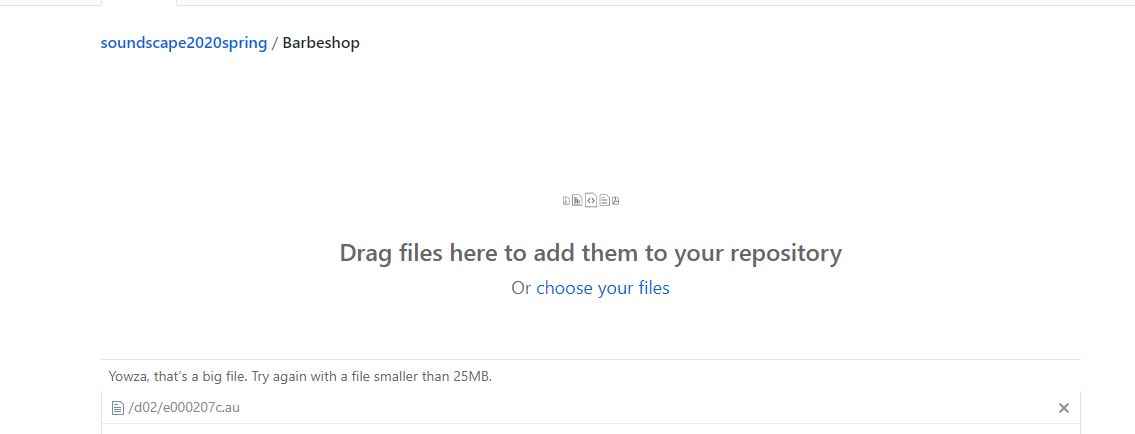 soundscape2020spring / Barbeshop
Drag files here to add them to your repository
Or choose your files
Yowza, that's a big file. Try again with a file smaller than 25MB.
/d02/e000207c.au